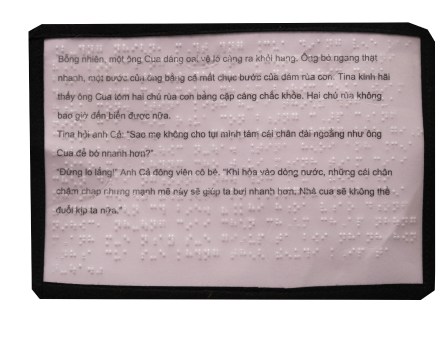 Bỗng nhiên, một ông Cua dáng oai vệ lò càng ra khỏi hang. Ông bò ngang thật
nhanh, một bước của ông bằng cả mất chục bước của đám rùa con. Tina kinh hãi
thấy ông Cua tóm hai chú rùa con bằng cặp càng chắc khỏe. Hai chú rùa không
bao giờ đến biển được nữa.
Tina hỏi anh Cả: "Sao mẹ không cho tụi mình tám cái chân dài ngoằng như ông
Cua để bò nhanh hơn?"
"Đừng lo lắng!" Anh Cả động viên cô bé. "Khi hòa vào dòng nước, những cái chân
chậm chạp nhưng mạnh mẽ này sẽ giúp ta bơi nhanh hơn. Nhà cua sẽ không thể
đuổi kịp ta nữa."